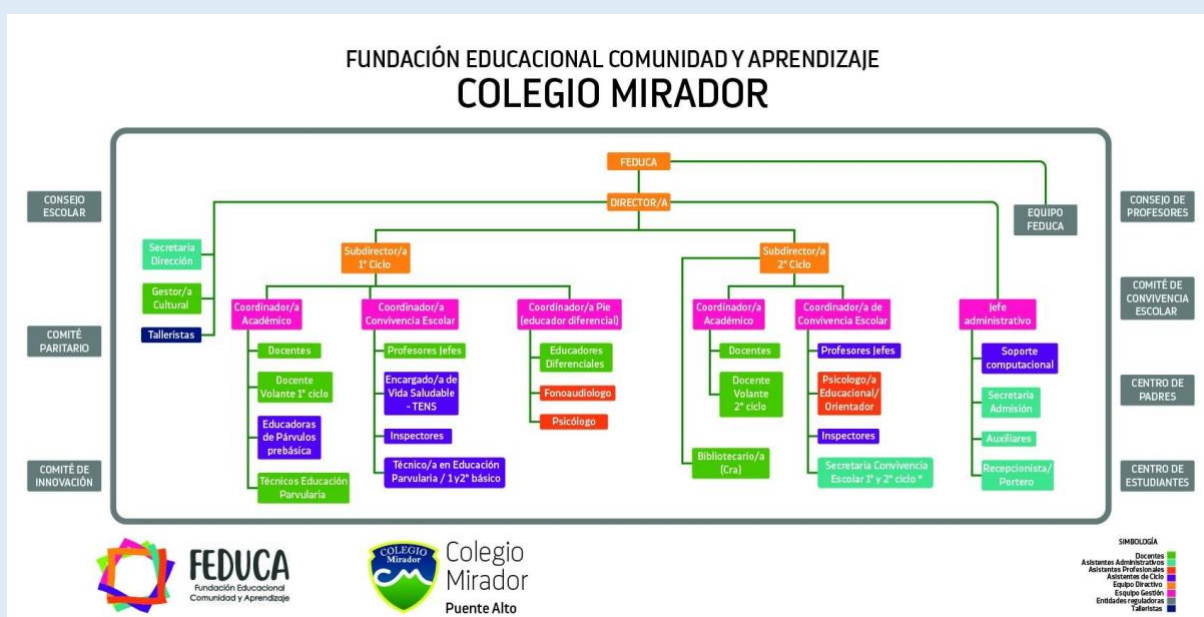 FUNDACIÓN EDUCACIONAL COMUNIDAD Y APRENDIZAJE
COLEGIO MIRADOR
FEDUCA
DIRECTOR/A
EQUIPO
FEDUCA
CONSEJO
ESCOLAR
COMITÉ
PARITARIO
COMITÉ DE
INNOVACIÓN
CONSEJO DE
PROFESORES
COMITÉ DE
CONVIVENCIA
ESCOLAR
CENTRO DE
PADRES
CENTRO DE
ESTUDIANTES
Secretaria
Dirección
Gestor/a
Cultural
Talleristas
Subdirector/a
1° Ciclo
Coordinador/a
Académico
Docentes
Docente
Volante 1° ciclo
Educadoras
de Párvulos
prebásica
Técnicos Educación
Parvularia
Coordinador/a
Convivencia Escolar
Profesores Jefes
Encargado/a de
Vida Saludable
- TENS
Inspectores
Técnico/a en Educación
Parvularia / 1y2° básico
Coordinador/a Pie
(educador diferencial)
Educadores
Diferenciales
Fonoaudiologo
Psicólogo
Subdirector/a
2° Ciclo
Coordinador/a
Académico
Docentes
Docente
Volante
2° ciclo
Bibliotecario/a
(Cra)
Coordinador/a de
Convivencia Escolar
Profesores Jefes
Psicologo/a
Educacional/
Orientador
Inspectores
Secretaria Convivencia
Escolar 1° y 2° ciclo *
Jefe
administrativo
Soporte
computacional
Secretaria
Admisión
Auxiliares
Recepcionista/
Portero
FEDUCA
Fundación Educacional
Comunidad y Aprendizaje
COLEGIO
Mirador
CM
Colegio
Mirador
Puente Alto
SIMBOLOGÍA
Docentes
Asistentes Administrativos
Asistentes Profesionales
Asistentes de Ciclo
Equipo Directivo
Esquipo Gestión
Entidades reguladoras
Talleristas